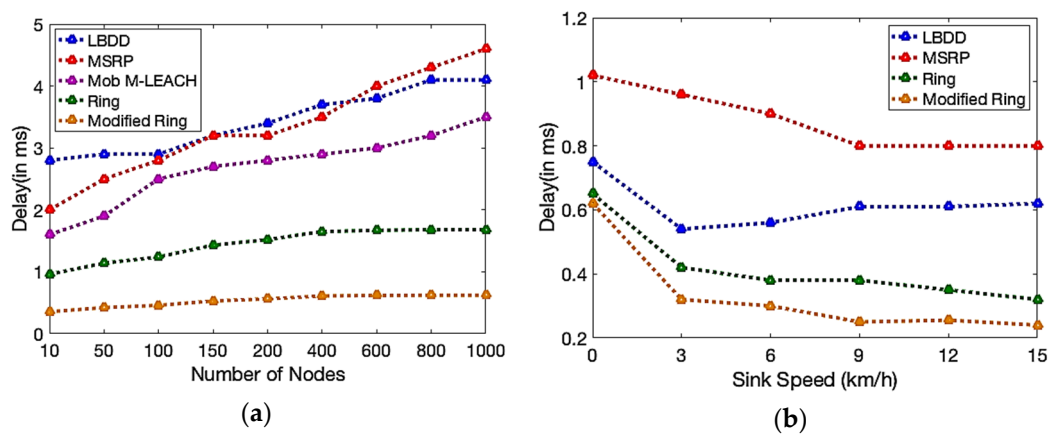 5
4
3
2
1
0
Delay(in ms)
LBDD
MSRP
Mob M-LEACH
Ring
Modified Ring
10 50 100 150 200 400 600 800 1000
Number of Nodes
(a)
1.2
1
0.8
0.6
0.4
0.2
Delay(in ms)
LBDD
MSRP
Ring
Modified Ring
0 3 6 9 12 15
Sink Speed (km/h)
(b)